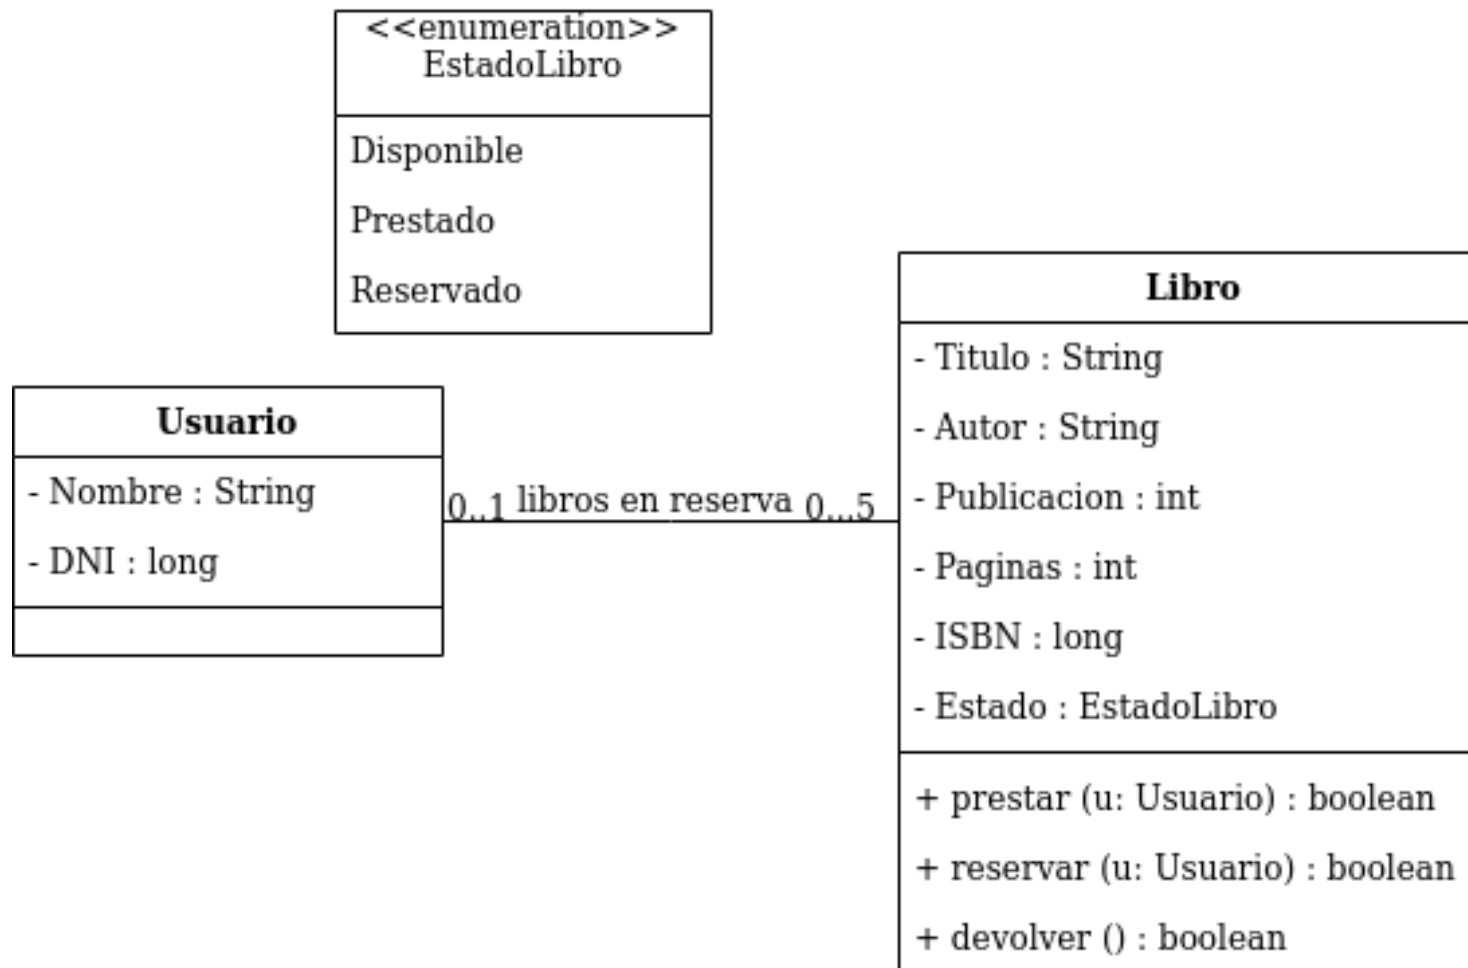 <<enumeration>>
EstadoLibro
Disponible
Prestado
Reservado
Usuario
- Nombre : String
- DNI : long
0..1 libros en reserva 0...5
Libro
- Titulo : String
- Autor : String
- Publicacion : int
- Paginas : int
- ISBN : long
- Estado : EstadoLibro
+ prestar (u: Usuario) : boolean
+ reservar (u: Usuario) : boolean
+ devolver () : boolean